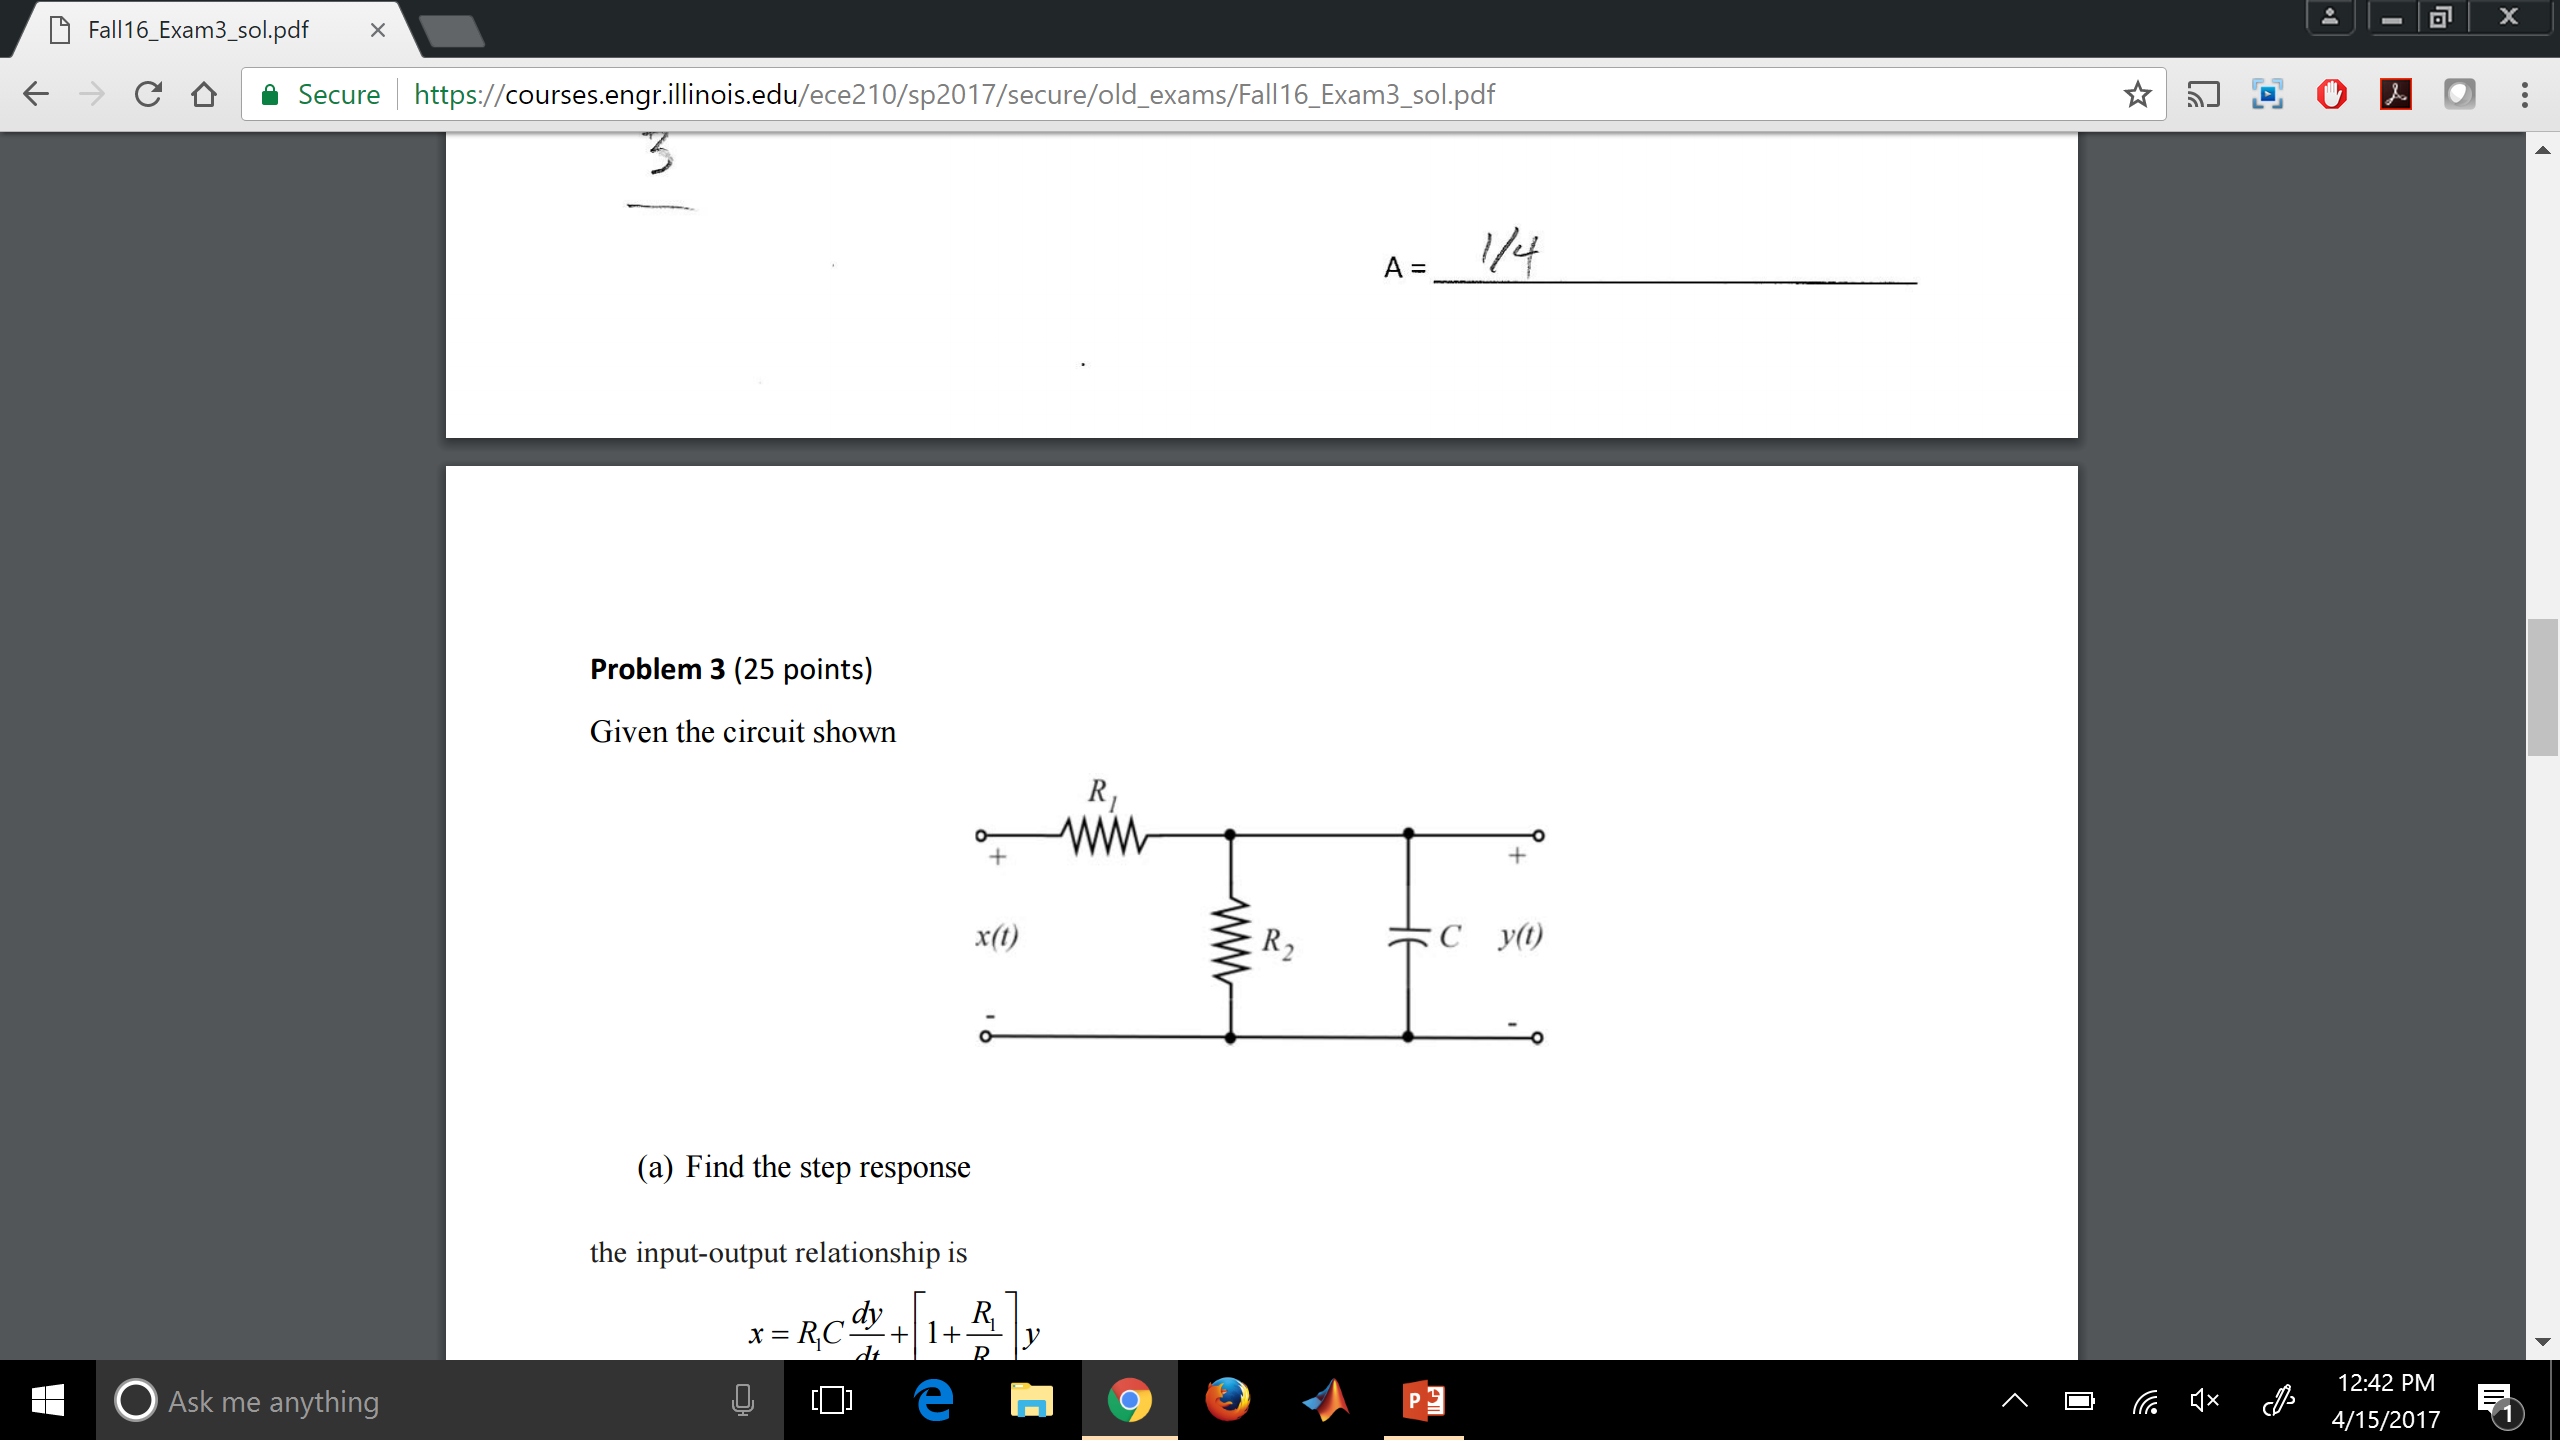 Fall16_Exam3_sol.pdf
Secure https://courses.engr.illinois.edu/ece210/sp2017/secure/old_exams/Fall16_Exam3_sol.pdf
3
A = 1/4
Problem 3 (25 points)
Given the circuit shown
R1
+ +
x(t) R2 C y(t)
- -
(a) Find the step response
the input-output relationship is
x = R1C dy/dt + [1 + R1/R] y
Ask me anything
12:42 PM
4/15/2017
1